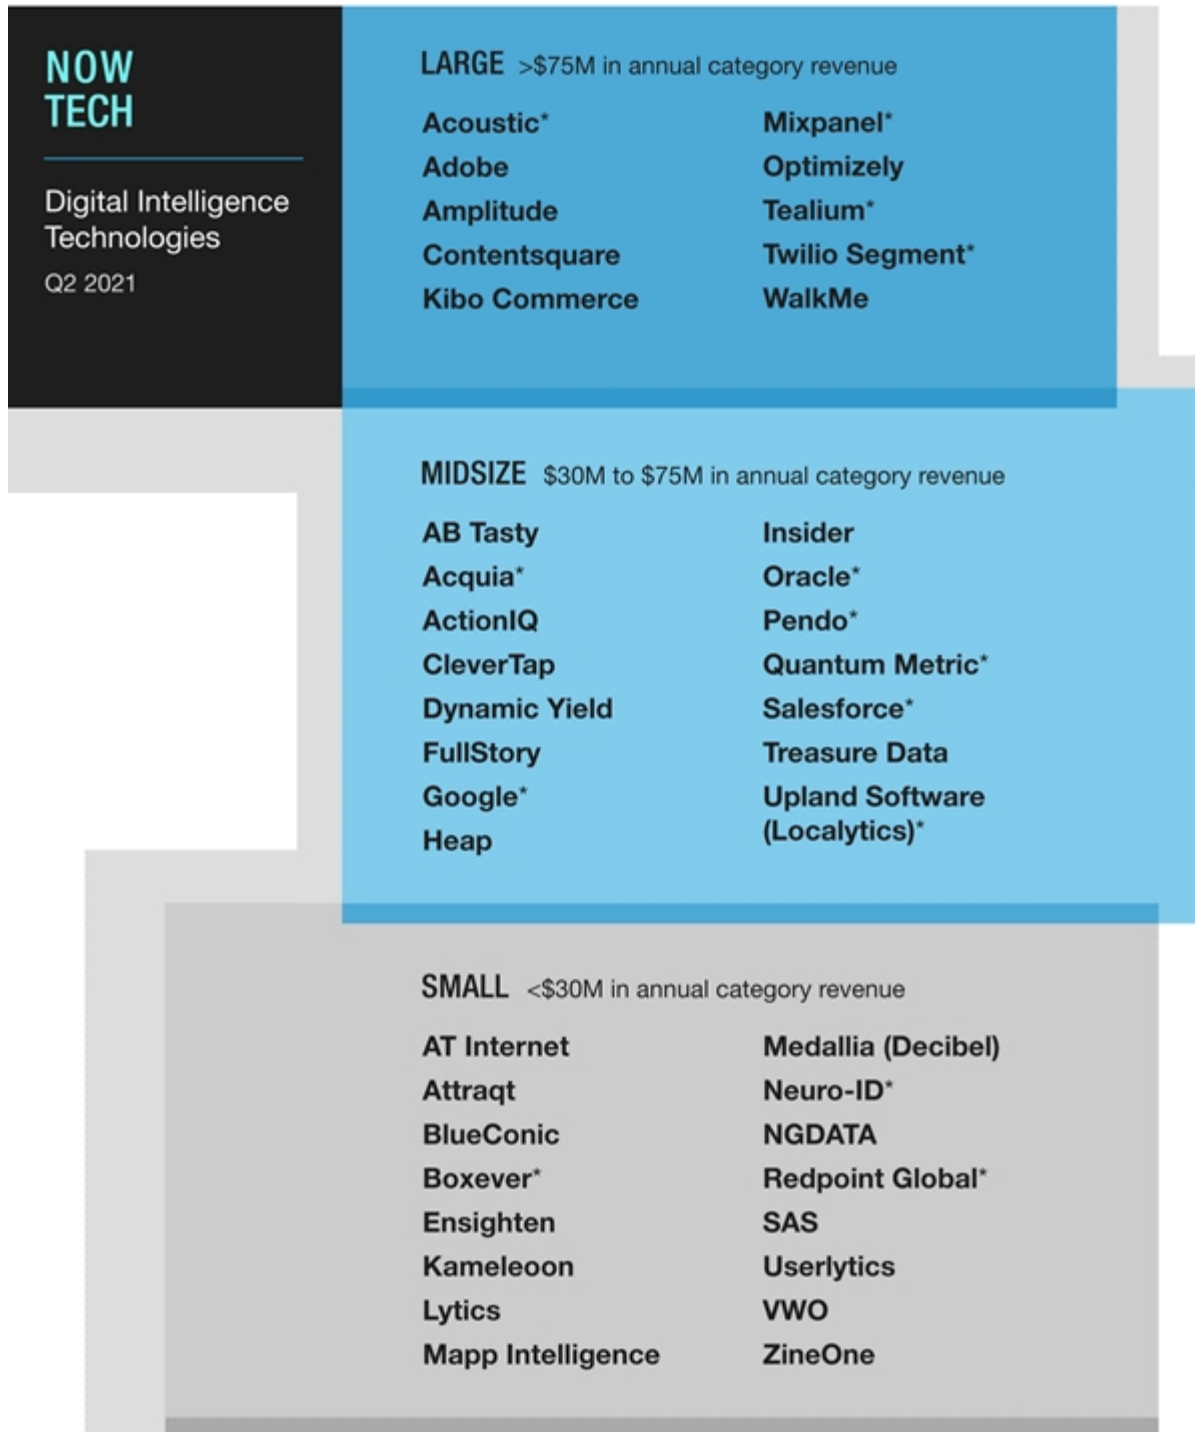 NOW
TECH
Digital Intelligence
Technologies
Q2 2021
LARGE >$75M in annual category revenue
Acoustic*
Adobe
Amplitude
Contentsquare
Kibo Commerce
Mixpanel*
Optimizely
Tealium*
Twilio Segment*
WalkMe
MIDSIZE $30M to $75M in annual category revenue
AB Tasty
Acquia*
ActionIQ
CleverTap
Dynamic Yield
FullStory
Google*
Heap
Insider
Oracle*
Pendo*
Quantum Metric*
Salesforce*
Treasure Data
Upland Software
(Localytics)*
SMALL <$30M in annual category revenue
AT Internet
Attraqt
BlueConic
Boxever*
Ensighten
Kameleoon
Lytics
Mapp Intelligence
Medallia (Decibel)
Neuro-ID*
NGDATA
Redpoint Global*
SAS
Userlytics
VWO
ZineOne